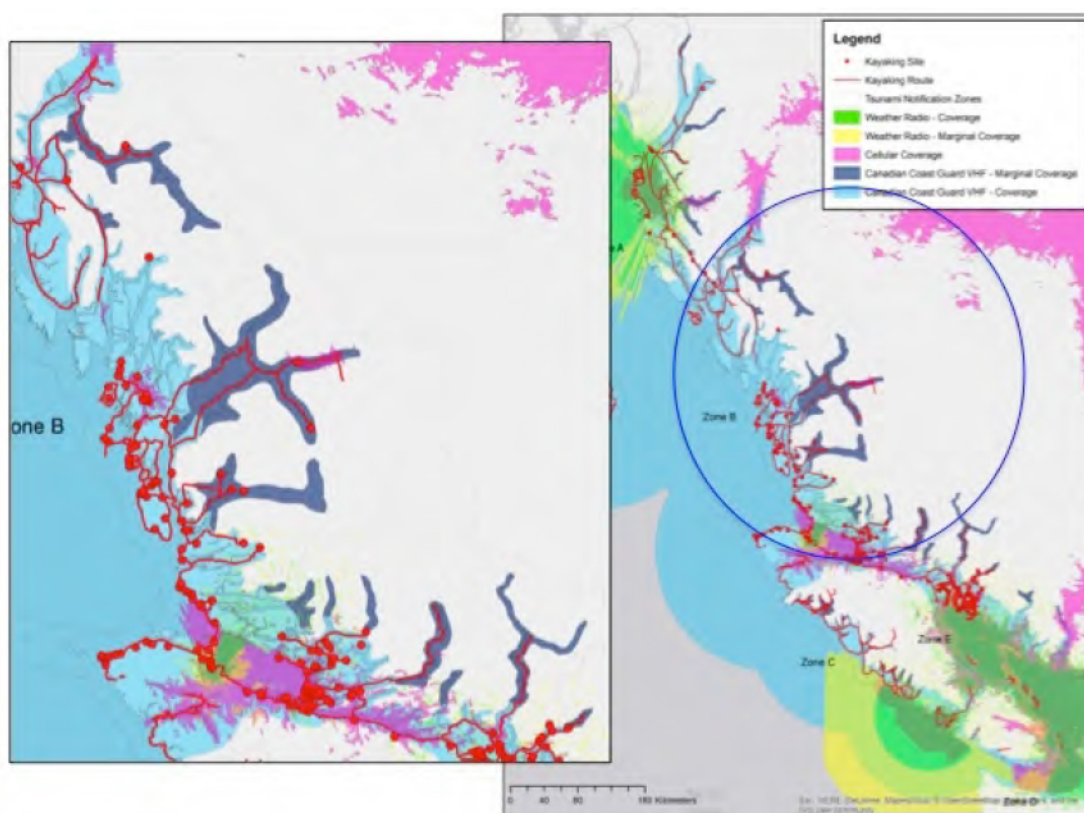 Legend
Kayaking Site
Kayaking Route
Tsunami Notification Zones
Weather Radio - Coverage
Weather Radio - Marginal Coverage
Cellular Coverage
Canadian Coast Guard VHF - Marginal Coverage
Canadian Coast Guard VHF - Coverage
A
one B
Zone B
Zone E
Zone C
0 40 80 160 Kilometers
Zone D